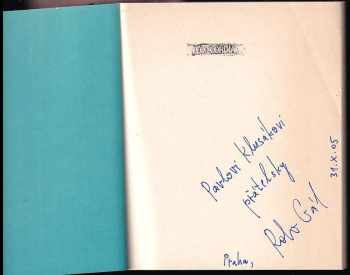 Pavlovi Klusákovi
přátelsky
Robo Gál
Praha,
31.X.05